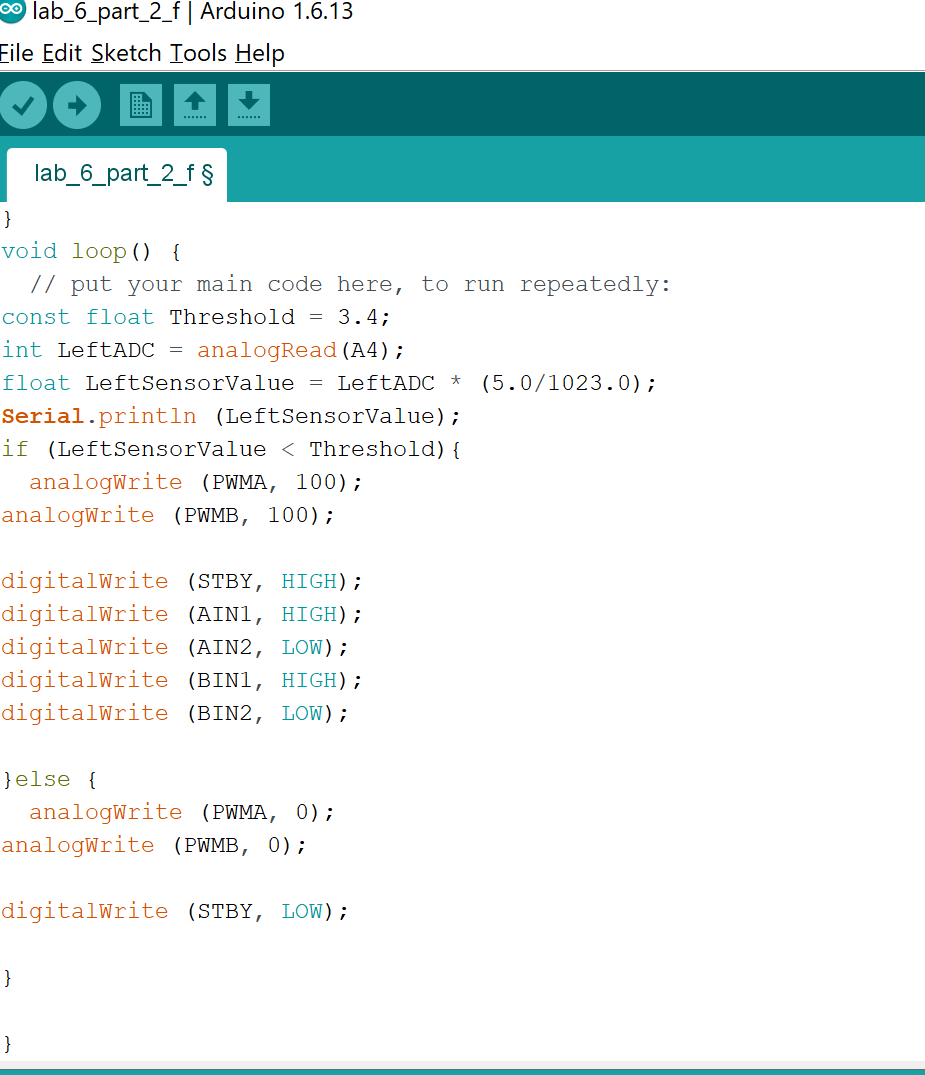 lab_6_part_2_f | Arduino 1.6.13
File Edit Sketch Tools Help
lab_6_part_2_f §
}
void loop() {
  // put your main code here, to run repeatedly:
const float Threshold = 3.4;
int LeftADC = analogRead(A4);
float LeftSensorValue = LeftADC * (5.0/1023.0);
Serial.println (LeftSensorValue);
if (LeftSensorValue < Threshold){
  analogWrite (PWMA, 100);
analogWrite (PWMB, 100);

digitalWrite (STBY, HIGH);
digitalWrite (AIN1, HIGH);
digitalWrite (AIN2, LOW);
digitalWrite (BIN1, HIGH);
digitalWrite (BIN2, LOW);

}else {
  analogWrite (PWMA, 0);
analogWrite (PWMB, 0);

digitalWrite (STBY, LOW);

}

}